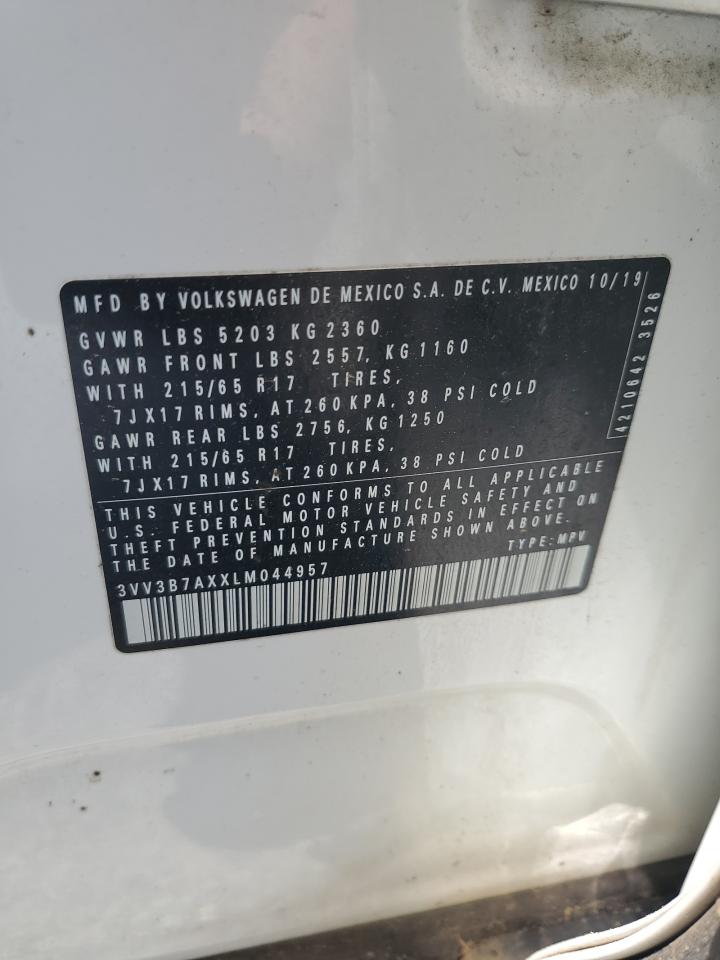 MFD BY VOLKSWAGEN DE MEXICO S.A. DE C.V. MEXICO 10/19
GVWR LBS 5203 KG 2360
GAWR FRONT LBS 2557, KG 1160
WITH 215/65 R17 TIRES,
7JX17 RIMS, AT 260 KPA, 38 PSI COLD
GAWR REAR LBS 2756, KG 1250
WITH 215/65 R17 TIRES,
7JX17 RIMS, AT 260 KPA, 38 PSI COLD
4210642 3526
THIS VEHICLE CONFORMS TO ALL APPLICABLE
U.S. FEDERAL MOTOR VEHICLE SAFETY AND
THEFT PREVENTION STANDARDS IN EFFECT ON
THE DATE OF MANUFACTURE SHOWN ABOVE.
TYPE: MPV
3VV3B7AXXLM044957